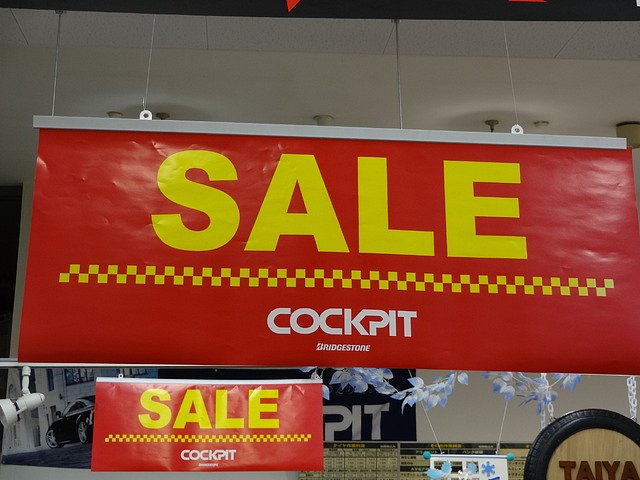 SALE
COCKPIT
BRIDGESTONE
SALE
COCKPIT
PIT
TAIYA